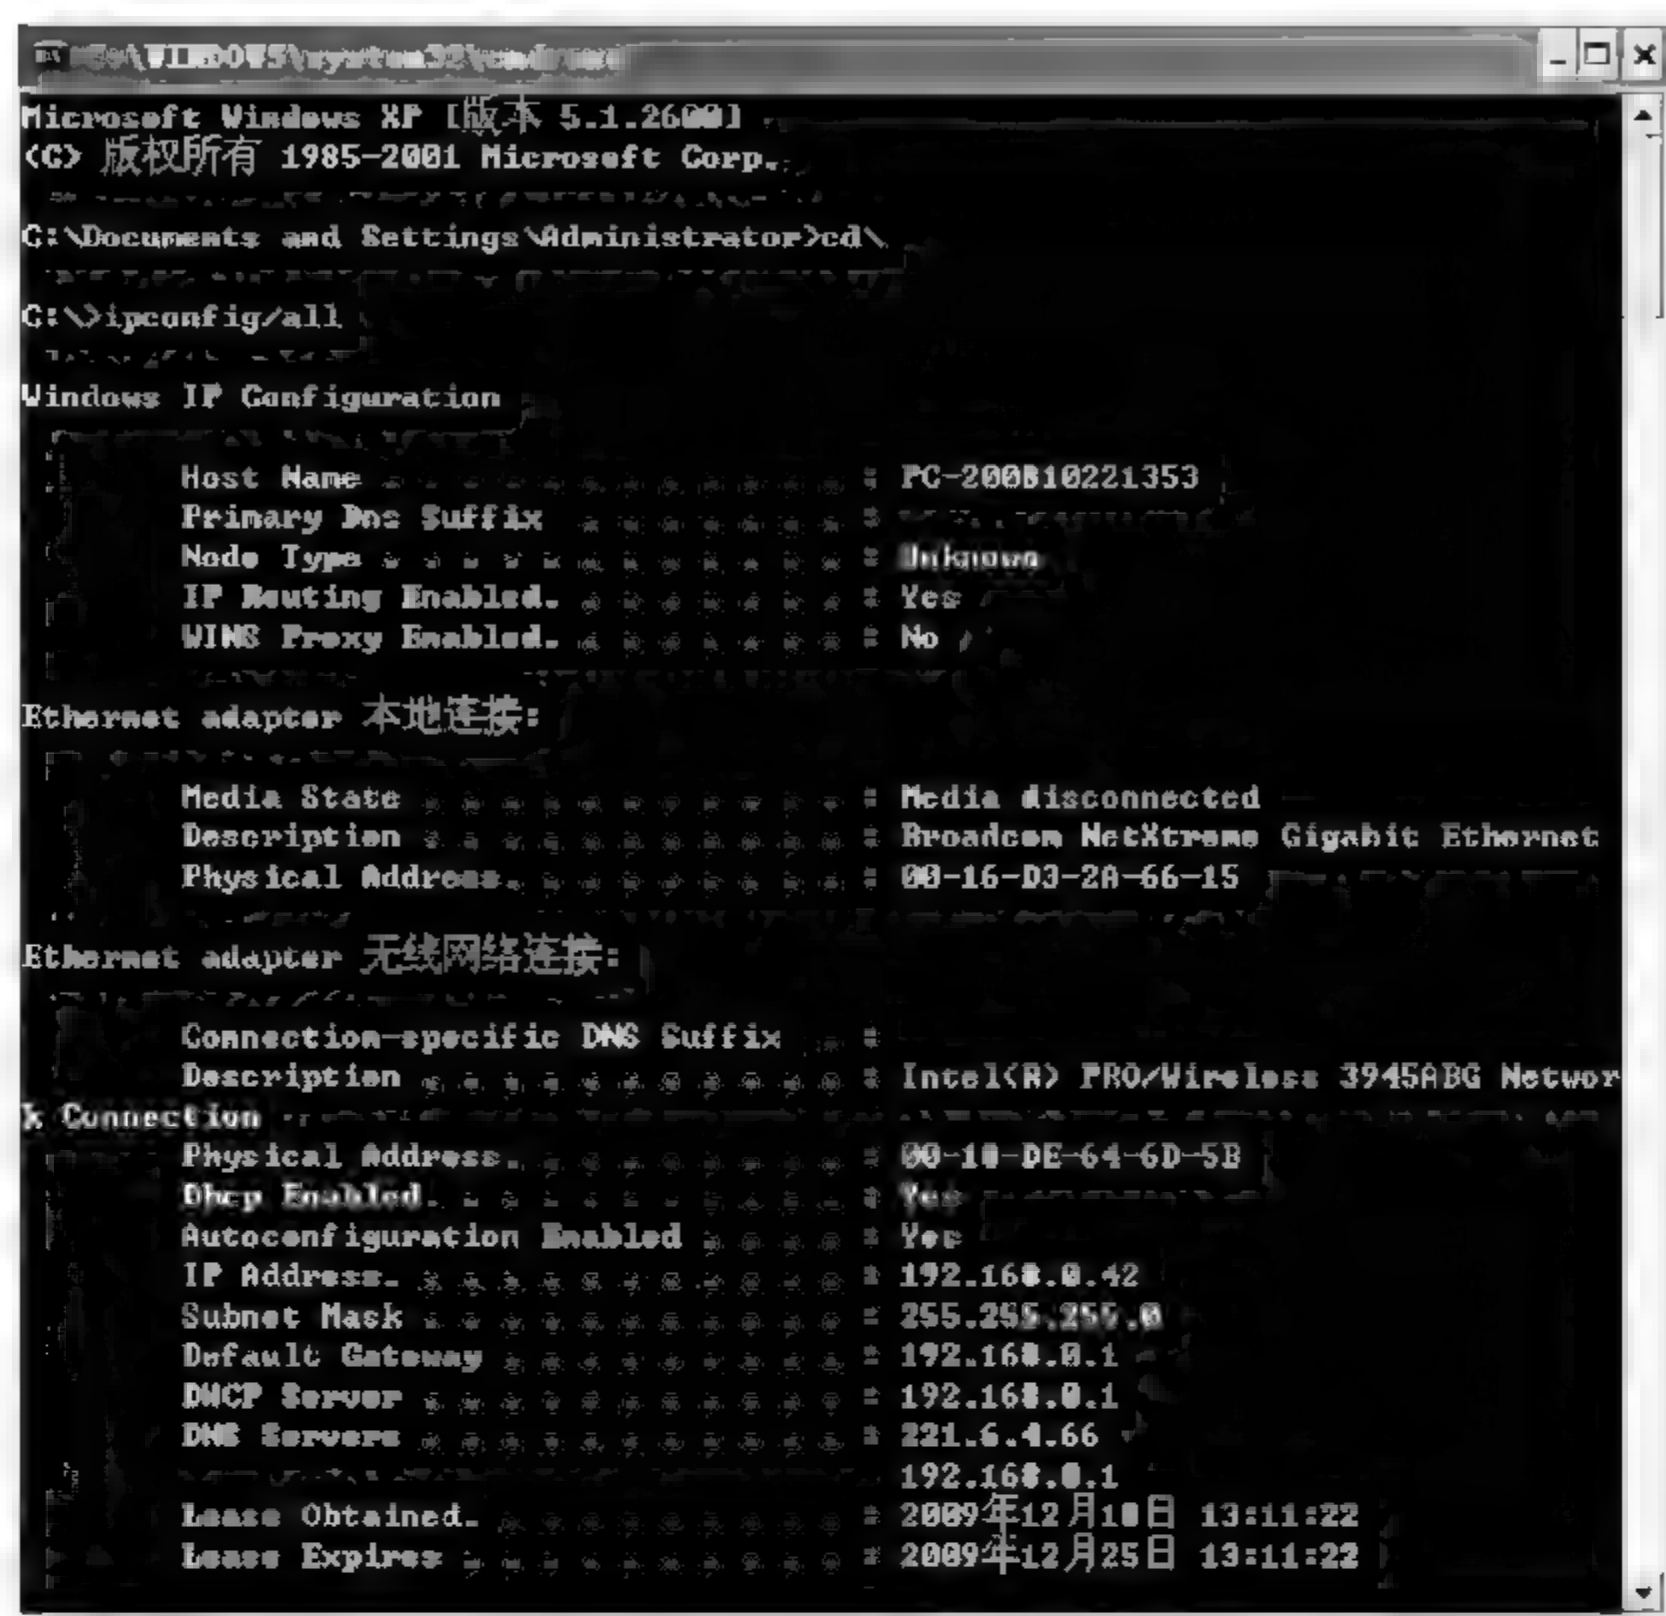 \WINDOWS\system32\cmd.exe
Microsoft Windows XP [版本 5.1.2600]
(C) 版权所有 1985-2001 Microsoft Corp.
C:\Documents and Settings\Administrator>cd\
C:\>ipconfig/all
Windows IP Configuration
Host Name . . . . . . . . . . . . : PC-200810221353
Primary Dns Suffix . . . . . . . :
Node Type . . . . . . . . . . . . : Unknown
IP Routing Enabled. . . . . . . . : Yes
WINS Proxy Enabled. . . . . . . . : No
Ethernet adapter 本地连接:
Media State . . . . . . . . . . . : Media disconnected
Description . . . . . . . . . . . : Broadcom NetXtreme Gigabit Ethernet
Physical Address. . . . . . . . . : 00-16-D3-2A-66-15
Ethernet adapter 无线网络连接:
Connection-specific DNS Suffix . :
Description . . . . . . . . . . . : Intel(R) PRO/Wireless 3945ABG Networ
k Connection
Physical Address. . . . . . . . . : DE-64-6D-5B
Dhcp Enabled. . . . . . . . . . . : Yes
Autoconfiguration Enabled . . . . : Yes
IP Address. . . . . . . . . . . . : 192.168.0.42
Subnet Mask . . . . . . . . . . . : 255.255.255.0
Default Gateway . . . . . . . . . : 192.168.0.1
DHCP Server . . . . . . . . . . . : 192.168.0.1
DNS Servers . . . . . . . . . . . : 221.6.4.66
192.168.0.1
Lease Obtained. . . . . . . . . . : 2009年12月18日 13:11:22
Lease Expires . . . . . . . . . . : 2009年12月25日 13:11:22